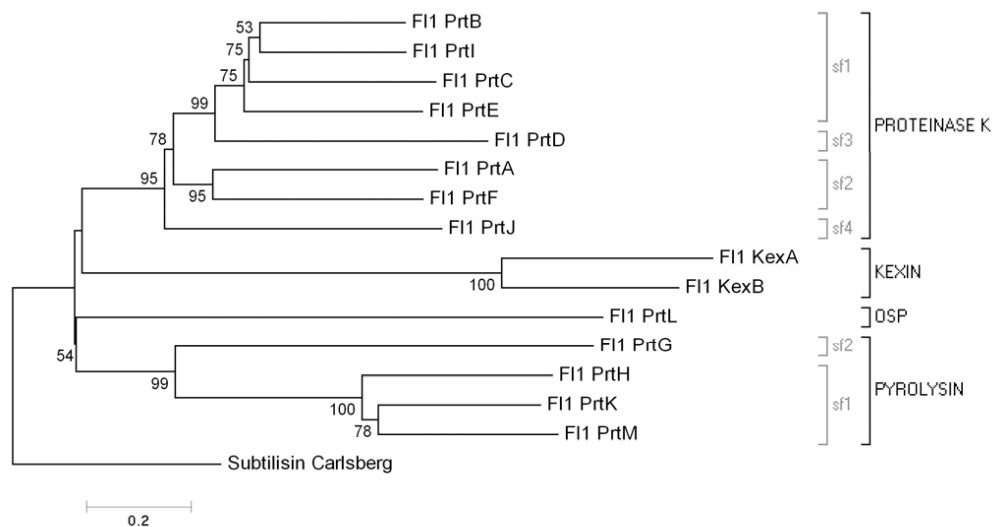 53
Fl1 PrtB
75
Fl1 PrtI
sf1
75
Fl1 PrtC
99
Fl1 PrtE
PROTEINASE K
78
Fl1 PrtD
sf3
95
Fl1 PrtA
sf2
95
Fl1 PrtF
Fl1 PrtJ
sf4
Fl1 KexA
KEXIN
100
Fl1 KexB
Fl1 PrtL
OSP
54
Fl1 PrtG
sf2
99
Fl1 PrtH
PYROLYSIN
100
Fl1 PrtK
sf1
78
Fl1 PrtM
Subtilisin Carlsberg
0.2